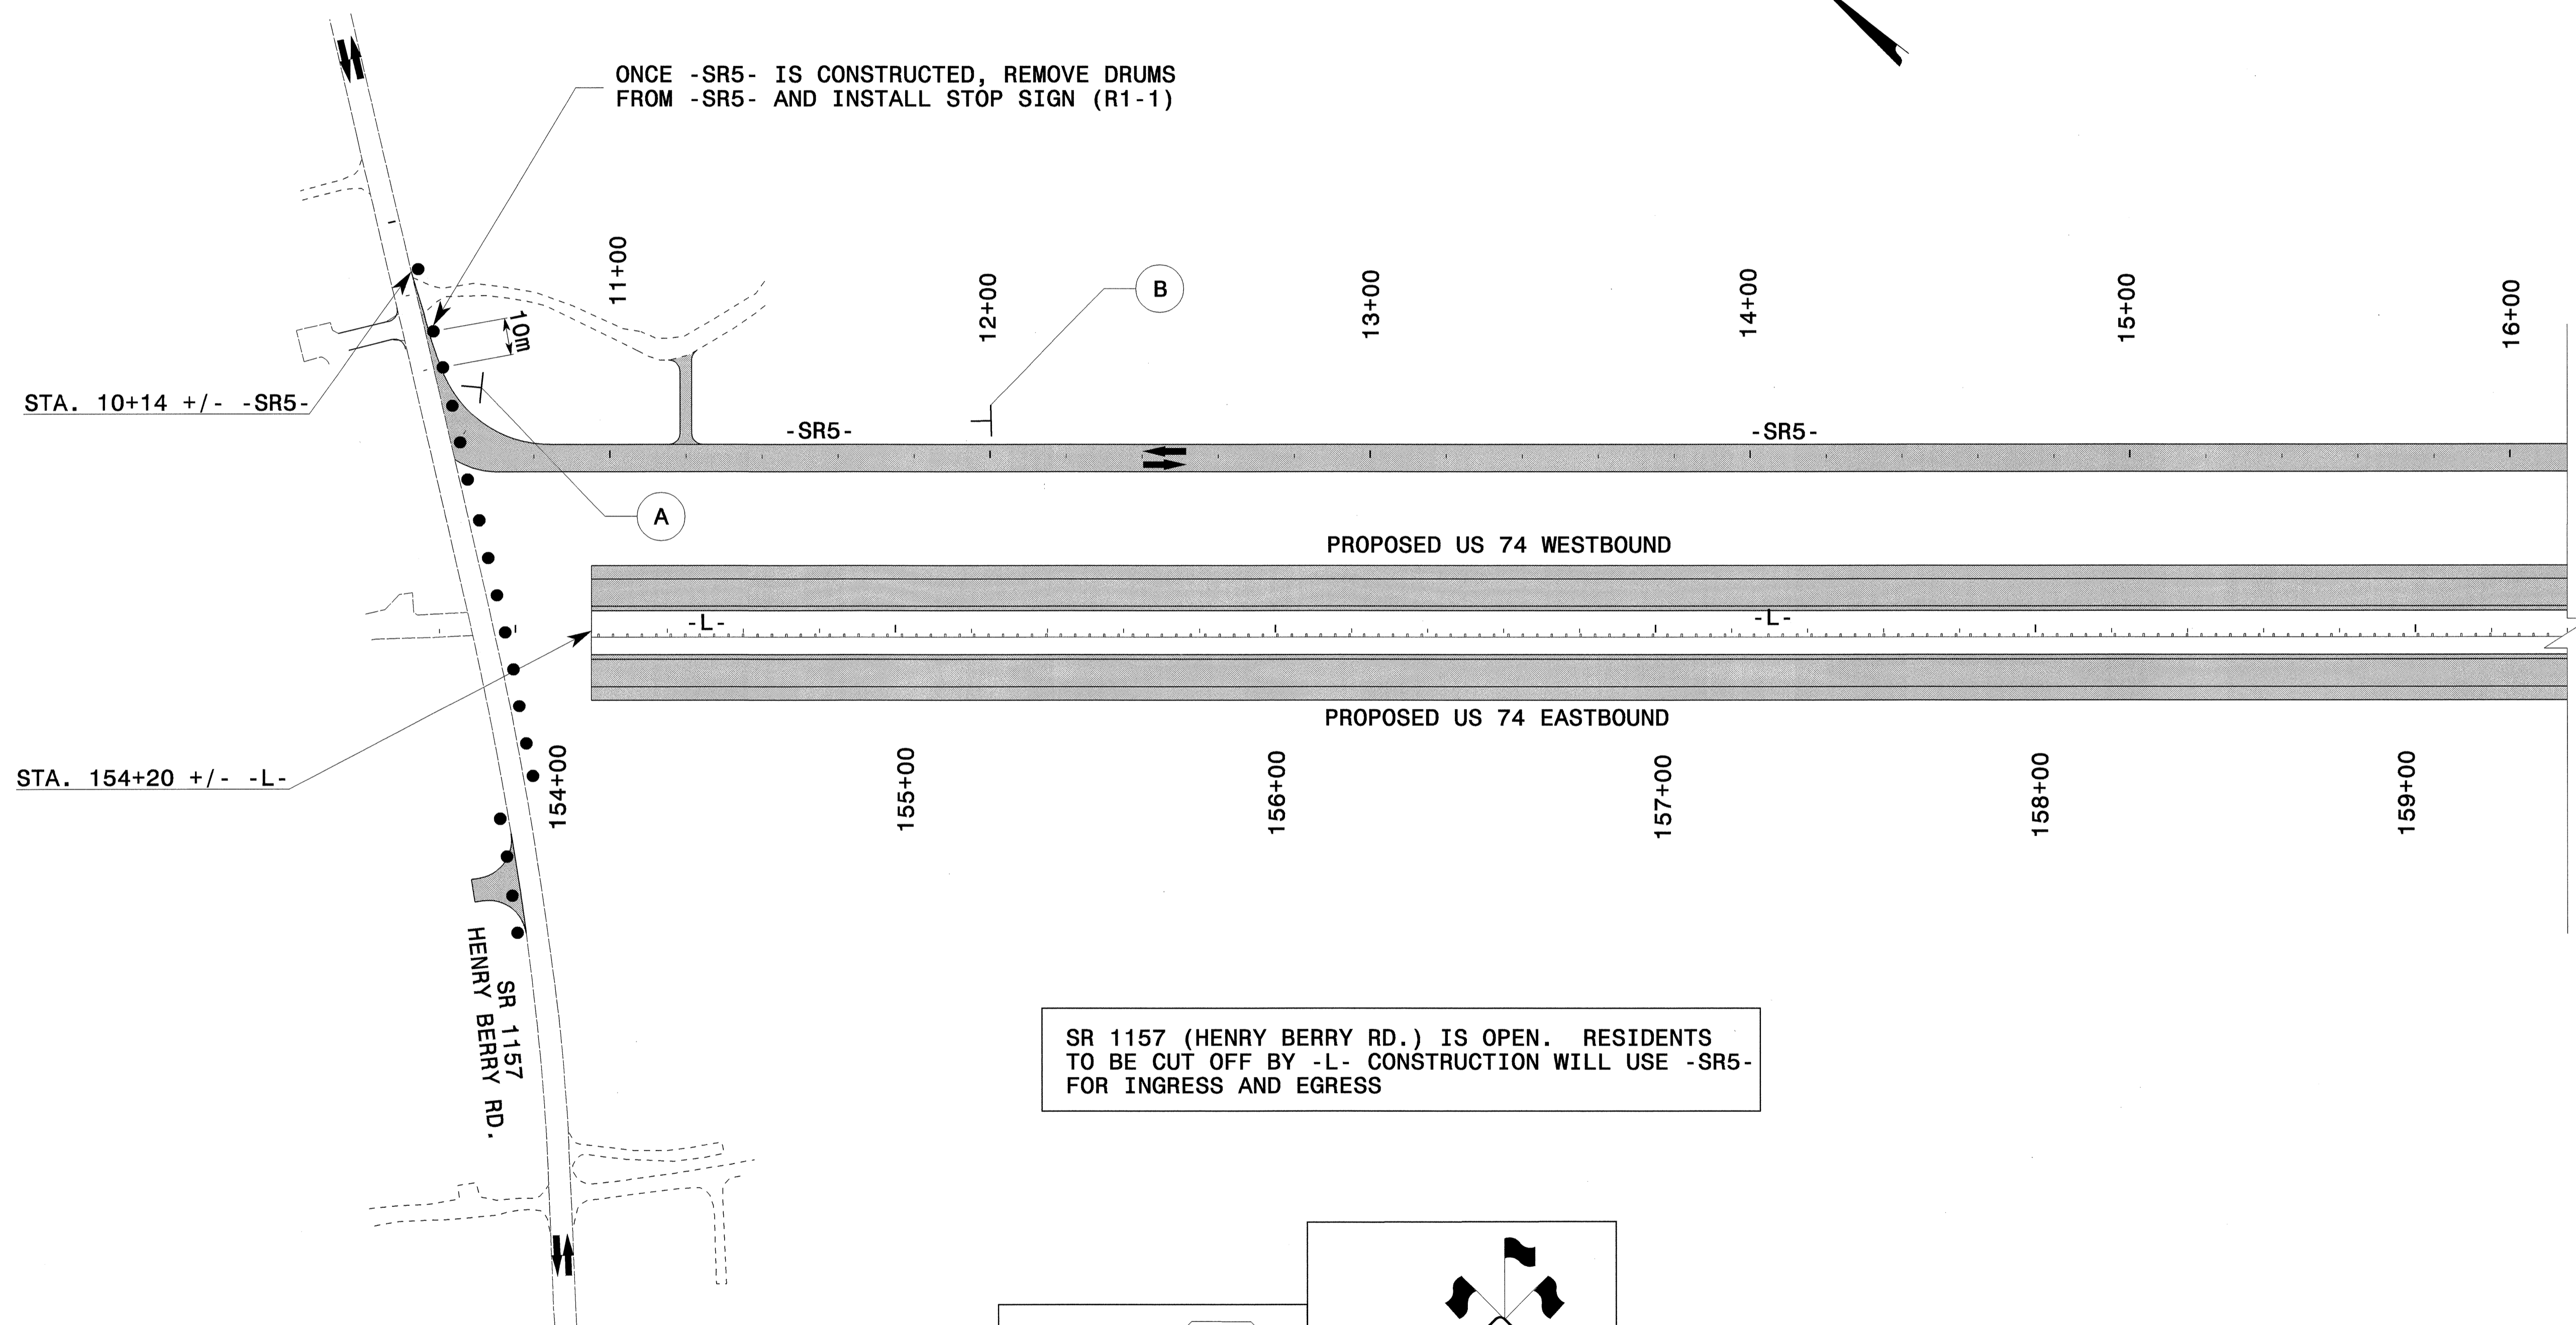 ONCE -SR5- IS CONSTRUCTED, REMOVE DRUMS
FROM -SR5- AND INSTALL STOP SIGN (R1-1)
11+00
12+00
B
13+00
14+00
15+00
16+00
10m
STA. 10+14 +/- -SR5-
-SR5-
-SR5-
A
PROPOSED US 74 WESTBOUND
-L-
-L-
PROPOSED US 74 EASTBOUND
STA. 154+20 +/- -L-
154+00
155+00
156+00
157+00
158+00
159+00
SR 1157
HENRY BERRY RD.
SR 1157 (HENRY BERRY RD.) IS OPEN. RESIDENTS
TO BE CUT OFF BY -L- CONSTRUCTION WILL USE -SR5-
FOR INGRESS AND EGRESS